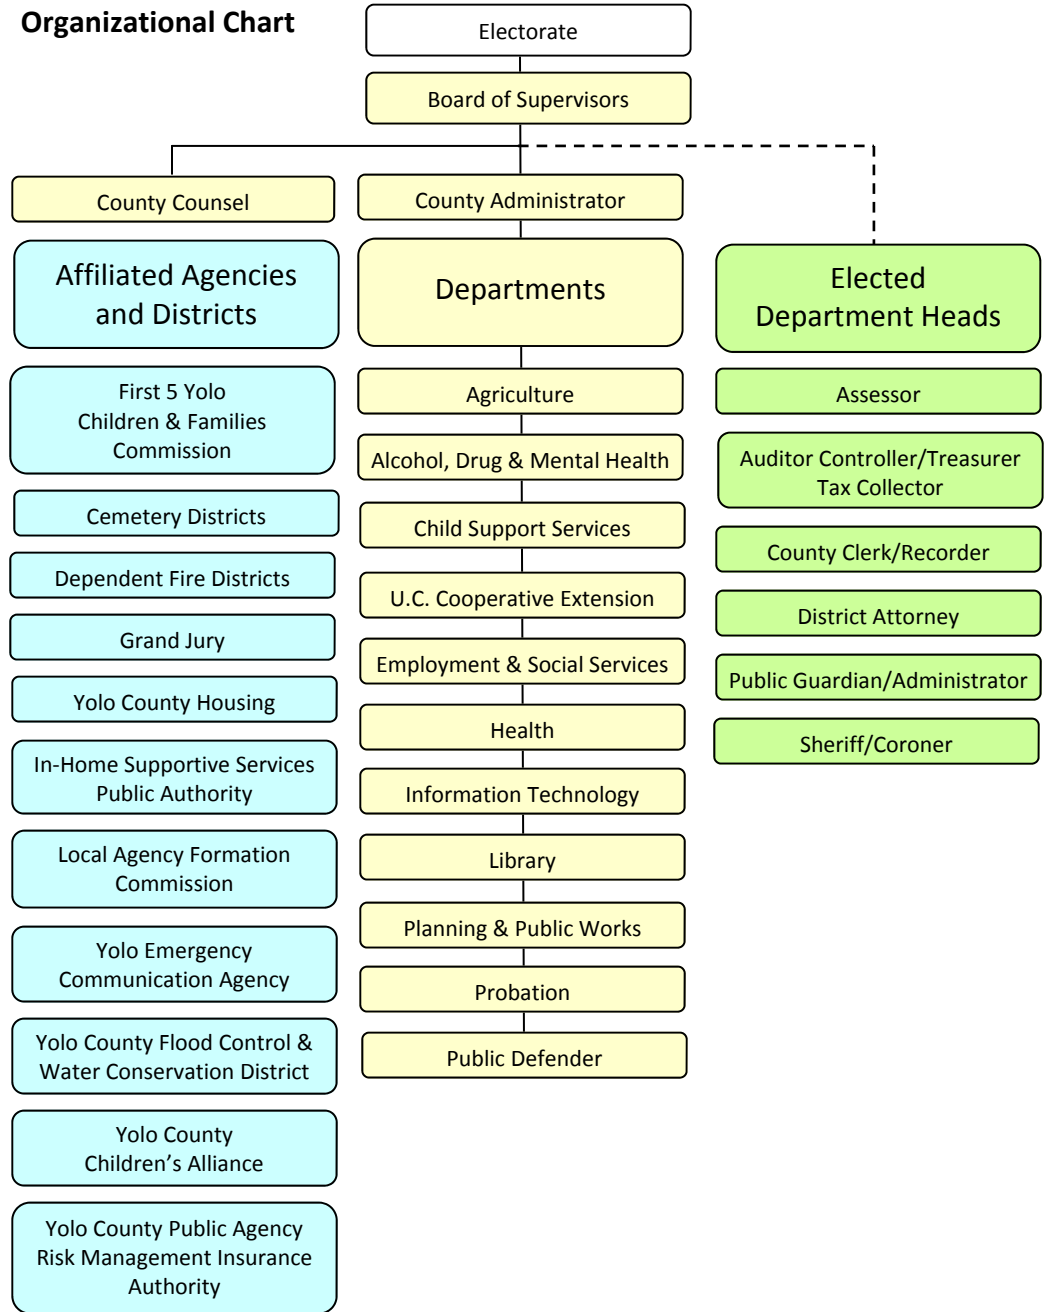 Organizational Chart
Electorate
Board of Supervisors
County Counsel
County Administrator
Affiliated Agencies
and Districts
Departments
Elected
Department Heads
First 5 Yolo
Children & Families
Commission
Cemetery Districts
Dependent Fire Districts
Grand Jury
Yolo County Housing
In-Home Supportive Services
Public Authority
Local Agency Formation
Commission
Yolo Emergency
Communication Agency
Yolo County Flood Control &
Water Conservation District
Yolo County
Children’s Alliance
Yolo County Public Agency
Risk Management Insurance
Authority
Agriculture
Alcohol, Drug & Mental Health
Child Support Services
U.C. Cooperative Extension
Employment & Social Services
Health
Information Technology
Library
Planning & Public Works
Probation
Public Defender
Assessor
Auditor Controller/Treasurer
Tax Collector
County Clerk/Recorder
District Attorney
Public Guardian/Administrator
Sheriff/Coroner